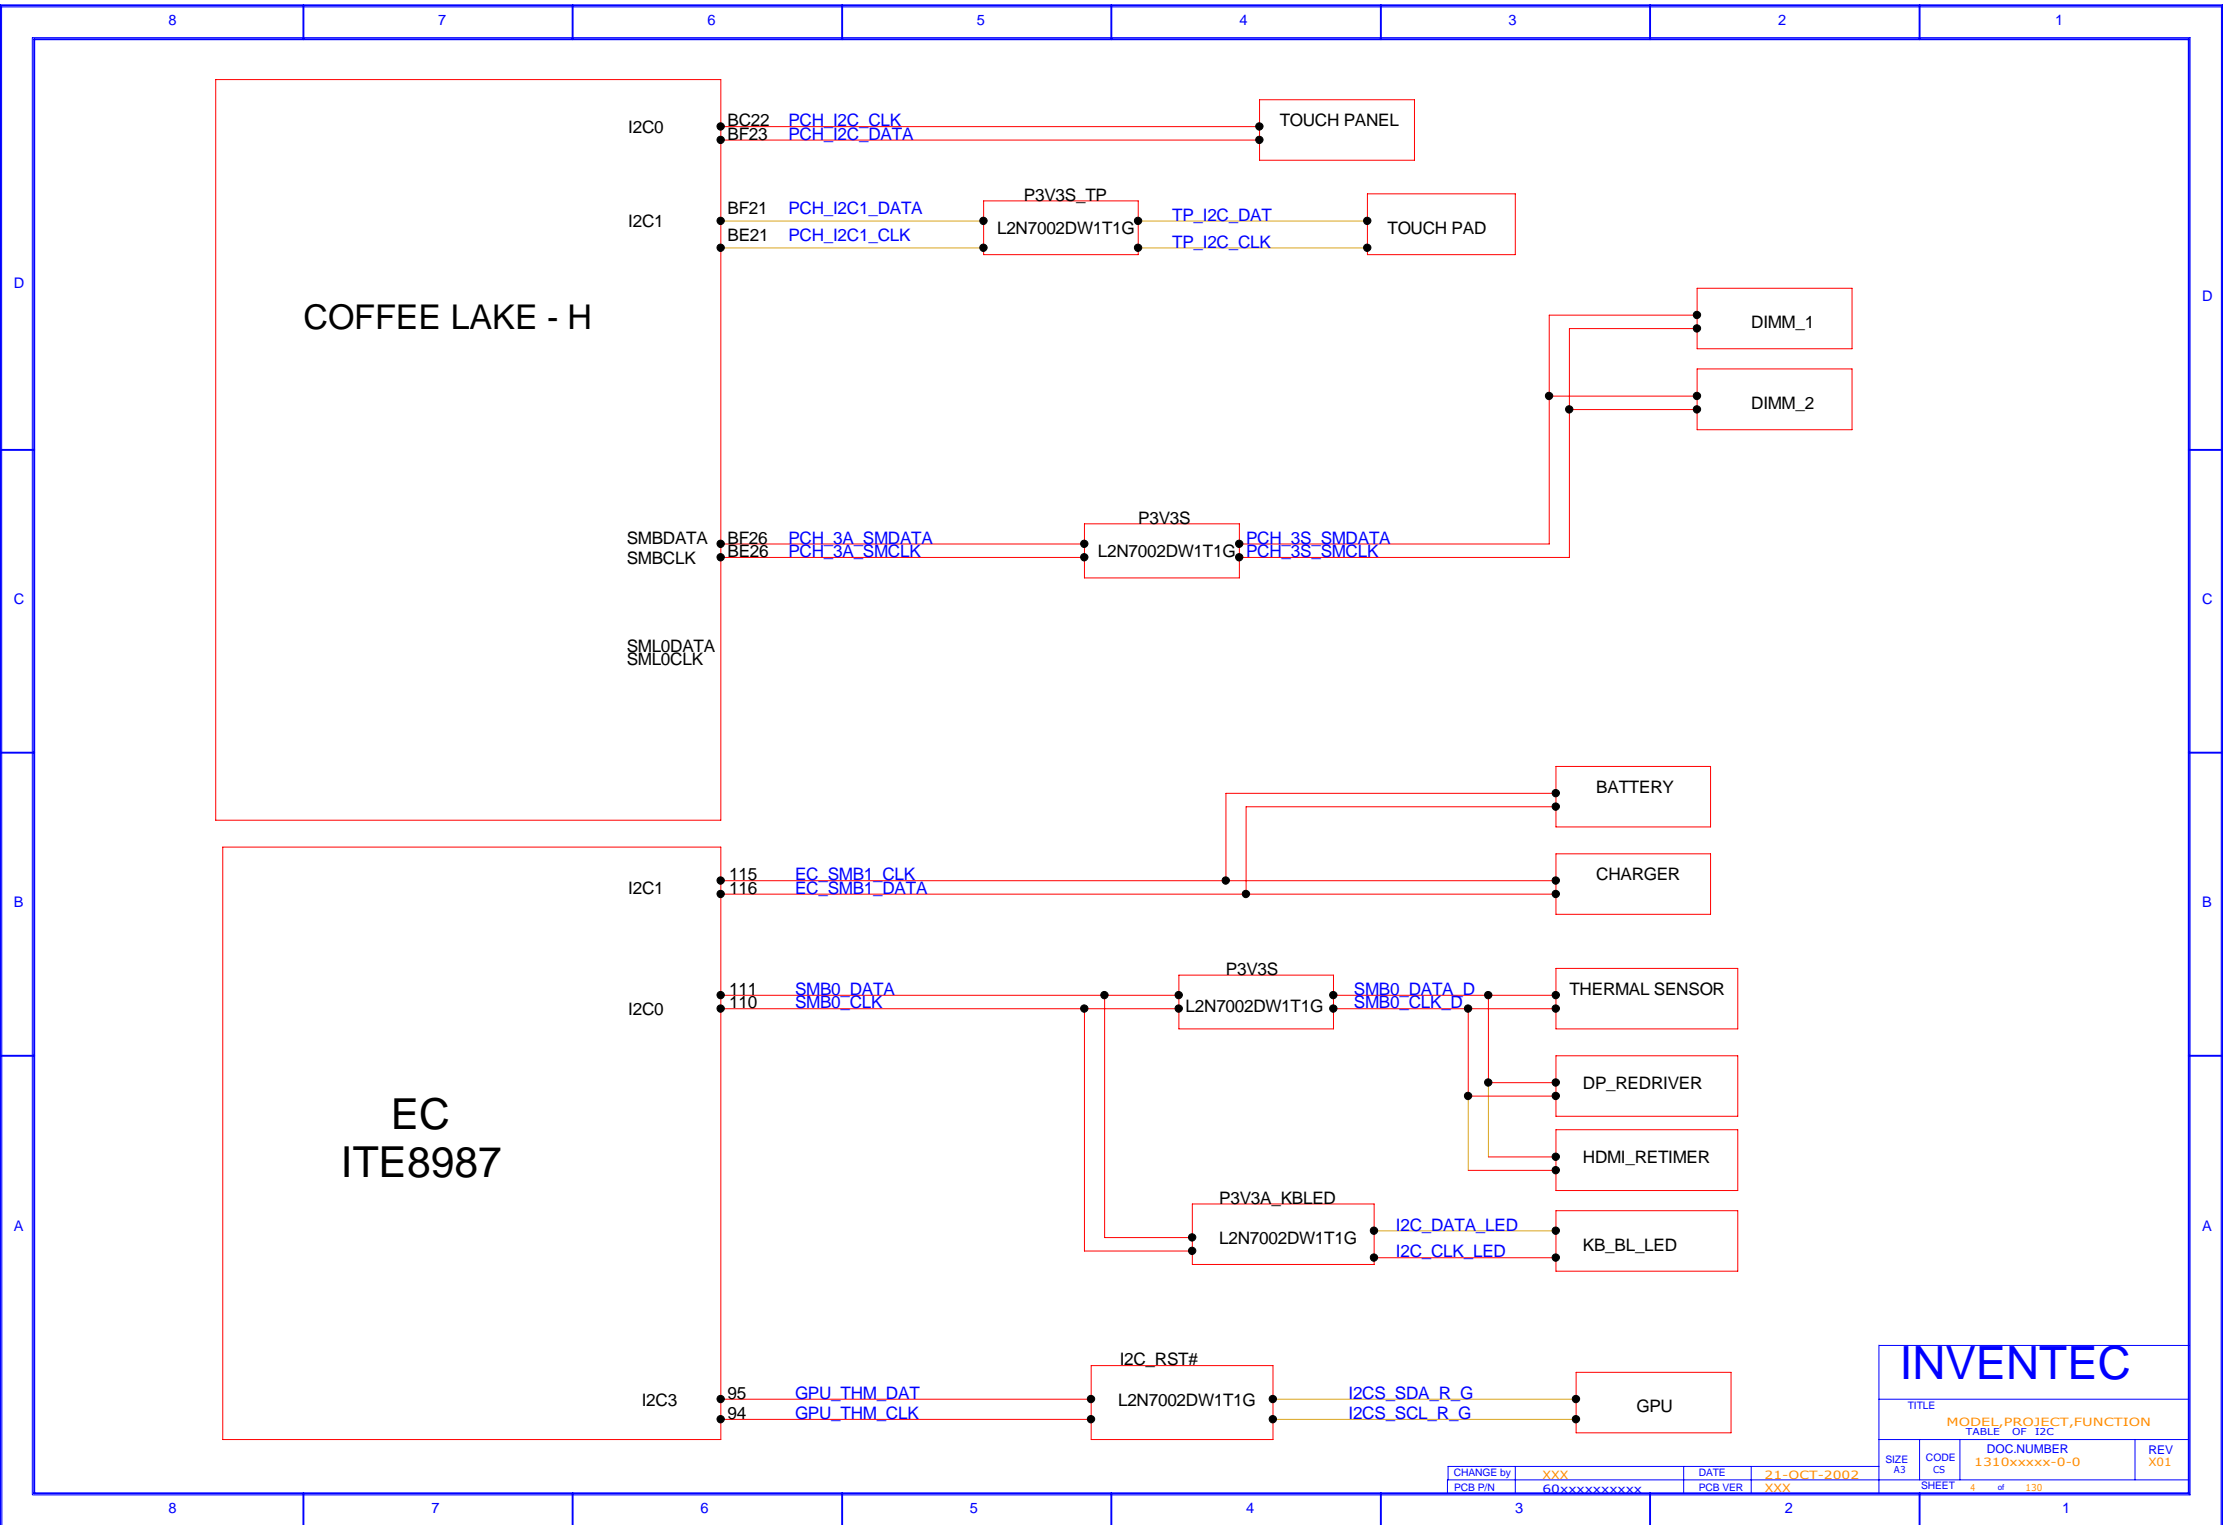 8 7 6 5 4 3 2 1
I2C0 BC22 PCH_I2C_CLK TOUCH PANEL
BF23 PCH_I2C_DATA
P3V3S_TP
I2C1 BF21 PCH_I2C1_DATA L2N7002DW1T1G TP_I2C_DAT TOUCH PAD
BE21 PCH_I2C1_CLK TP_I2C_CLK
D D
COFFEE LAKE - H
DIMM_1
DIMM_2
P3V3S
SMBDATA BF26 PCH_3A_SMDATA L2N7002DW1T1G PCH_3S_SMDATA
SMBCLK BE26 PCH_3A_SMCLK PCH_3S_SMCLK
C C
SML0DATA
SML0CLK
BATTERY
I2C1 115 EC_SMB1_CLK CHARGER
116 EC_SMB1_DATA
B B
P3V3S
111 SMB0_DATA L2N7002DW1T1G SMB0_DATA_D THERMAL SENSOR
I2C0 110 SMB0_CLK SMB0_CLK_D
DP_REDRIVER
EC
ITE8987
HDMI_RETIMER
P3V3A_KBLED
A L2N7002DW1T1G I2C_DATA_LED KB_BL_LED A
I2C_CLK_LED
I2C_RST#
I2C3 95 GPU_THM_DAT L2N7002DW1T1G I2CS_SDA_R_G GPU
94 GPU_THM_CLK I2CS_SCL_R_G
INVENTEC
TITLE
MODEL,PROJECT,FUNCTION
TABLE OF I2C
SIZE CODE DOC.NUMBER REV
A3 CS 1310xxxxx-0-0 X01
CHANGE by XXX DATE 21-OCT-2002
PCB P/N 60xxxxxxxxxx PCB VER XXX
SHEET 4 of 130
8 7 6 5 4 3 2 1